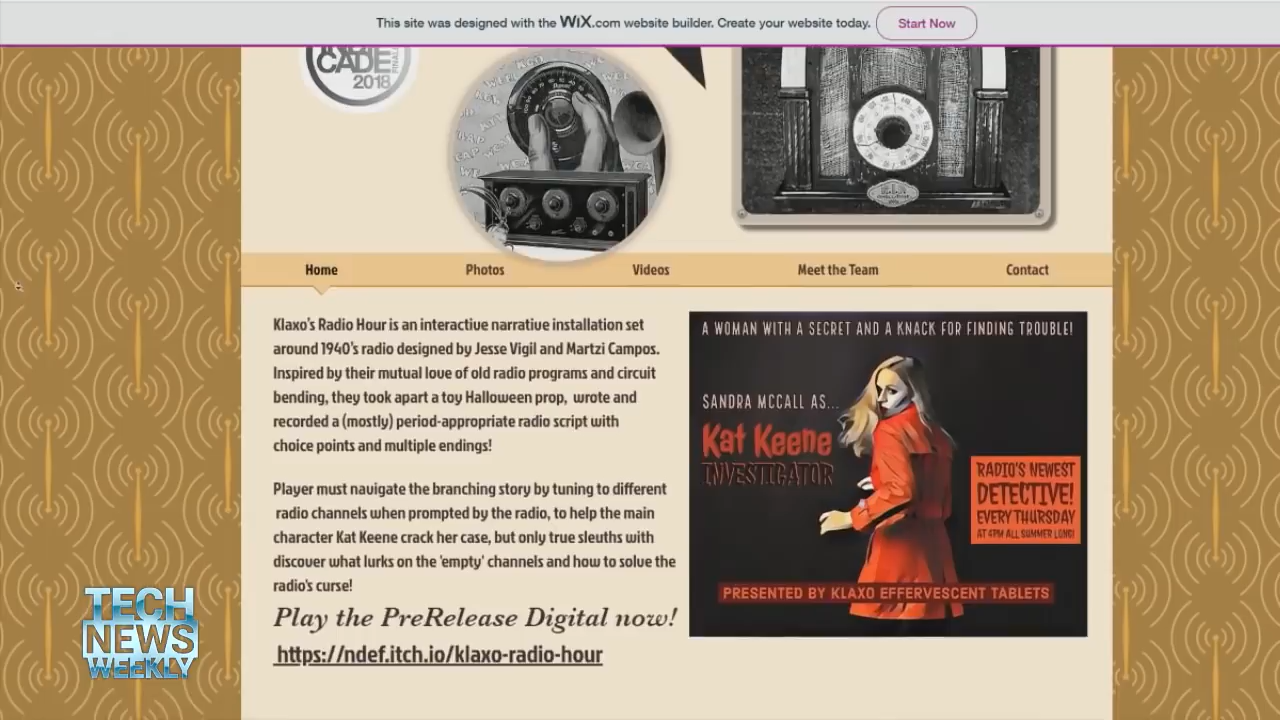 This site was designed with the WiX.com website builder. Create your website today.
Start Now
CADE
2018
Home
Photos
Videos
Meet the Team
Contact
Klaxo's Radio Hour is an interactive narrative installation set
around 1940's radio designed by Jesse Vigil and Martzi Campos.
Inspired by their mutual love of old radio programs and circuit
bending, they took apart a toy Halloween prop, wrote and
recorded a (mostly) period-appropriate radio script with
choice points and multiple endings!
Player must navigate the branching story by tuning to different
radio channels when prompted by the radio, to help the main
character Kat Keene crack her case, but only true sleuths with
discover what lurks on the 'empty' channels and how to solve the
radio's curse!
Play the PreRelease Digital now!
https://ndef.itch.io/klaxo-radio-hour
A WOMAN WITH A SECRET AND A KNACK FOR FINDING TROUBLE!
SANDRA MCCALL AS...
Kat Keene
INVESTIGATOR
RADIO'S NEWEST
DETECTIVE!
EVERY THURSDAY
AT 4PM ALL SUMMER LONG!
PRESENTED BY KLAXO EFFERVESCENT TABLETS
TECH
NEWS
WEEKLY